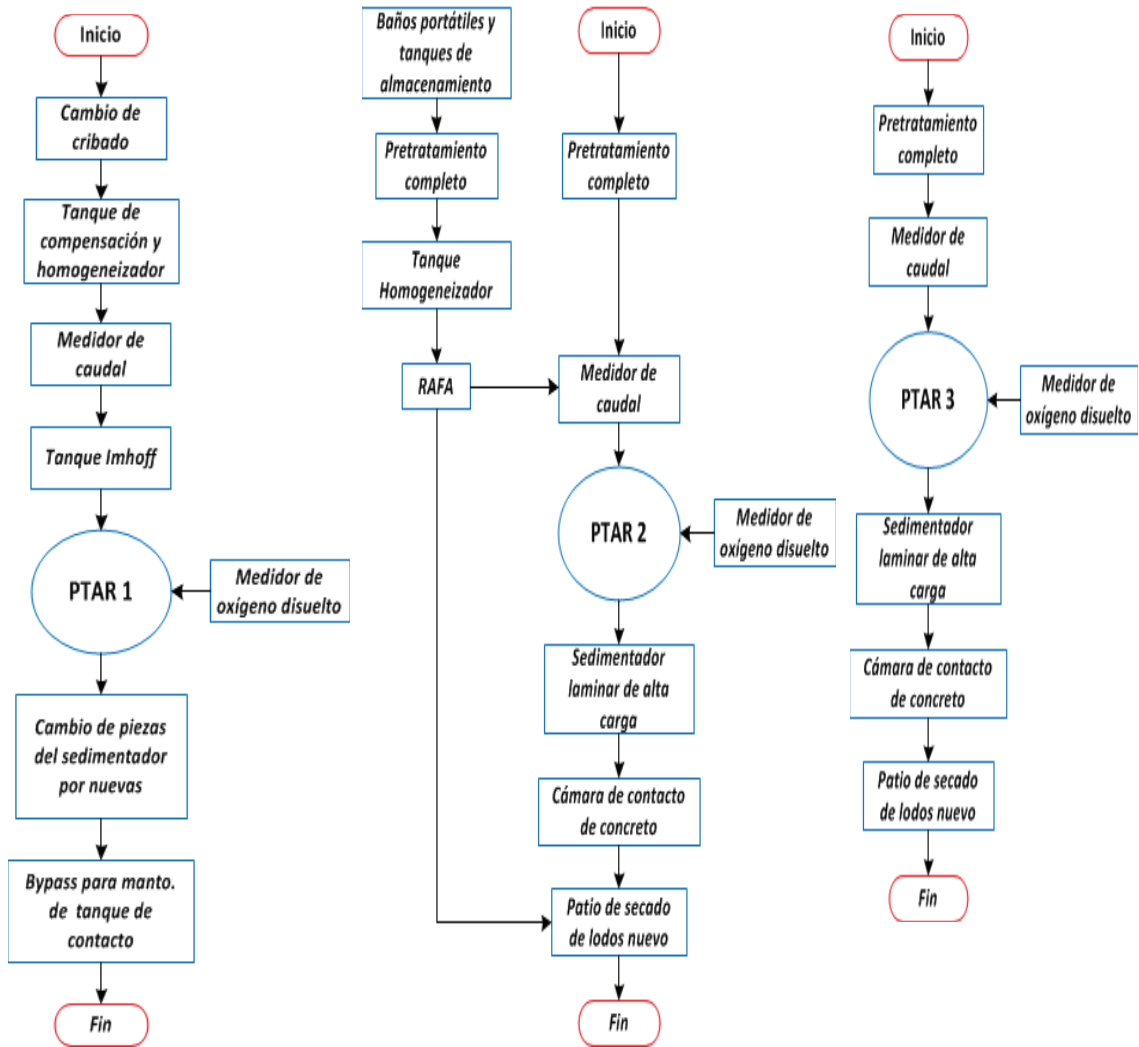 Inicio
Cambio de
cribado
Tanque de
compensación y
homogeneizador
Medidor de
caudal
Tanque Imhoff
PTAR 1
Medidor de
oxígeno disuelto
Cambio de piezas
del sedimentador
por nuevas
Bypass para manto.
de tanque de
contacto
Fin
Baños portátiles y
tanques de
almacenamiento
Pretratamiento
completo
Tanque
Homogeneizador
RAFA
Inicio
Pretratamiento
completo
Medidor de
caudal
PTAR 2
Medidor de
oxígeno disuelto
Sedimentador
laminar de alta
carga
Cámara de contacto
de concreto
Patio de secado
de lodos nuevo
Fin
Inicio
Pretratamiento
completo
Medidor de
caudal
PTAR 3
Medidor de
oxígeno disuelto
Sedimentador
laminar de alta
carga
Cámara de contacto
de concreto
Patio de secado
de lodos nuevo
Fin